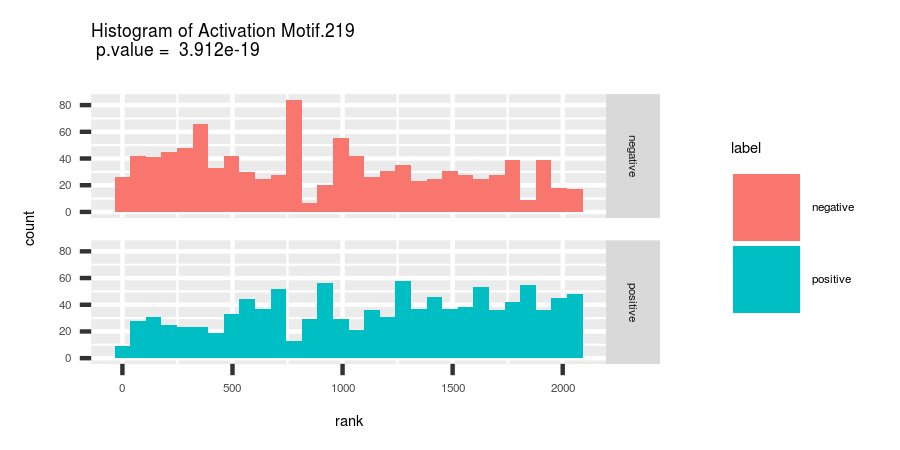 Histogram of Activation Motif.219
p.value =  3.912e-19
count
80
60
40
20
0
negative
80
60
40
20
0
positive
0
500
1000
1500
2000
rank
label
negative
positive